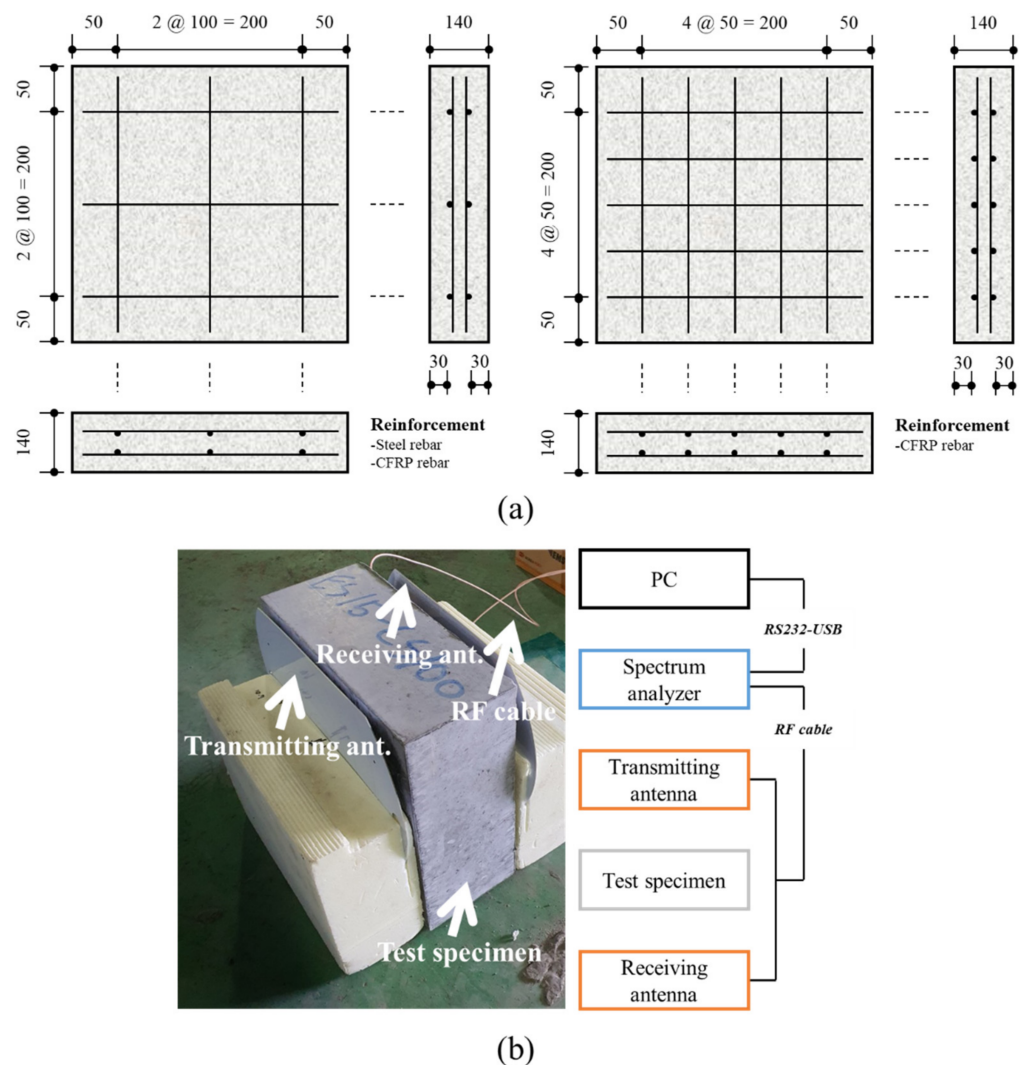 50
2 @ 100 = 200
50
140
50
4 @ 50 = 200
50
140
50
2 @ 100 = 200
50
50
4 @ 50 = 200
50
30
30
30
30
140
Reinforcement
-Steel rebar
-CFRP rebar
140
Reinforcement
-CFRP rebar
(a)
Receiving ant.
RF cable
Transmitting ant.
Test specimen
PC
RS232-USB
Spectrum
analyzer
RF cable
Transmitting
antenna
Test specimen
Receiving
antenna
(b)